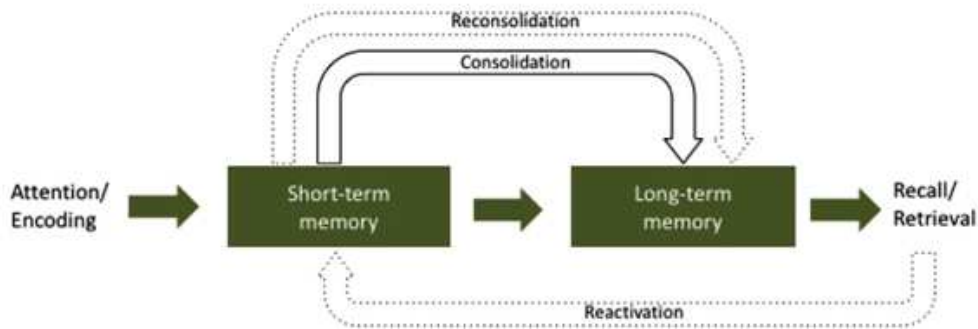 Reconsolidation
Consolidation
Attention/
Encoding
Short-term
memory
Long-term
memory
Recall/
Retrieval
Reactivation